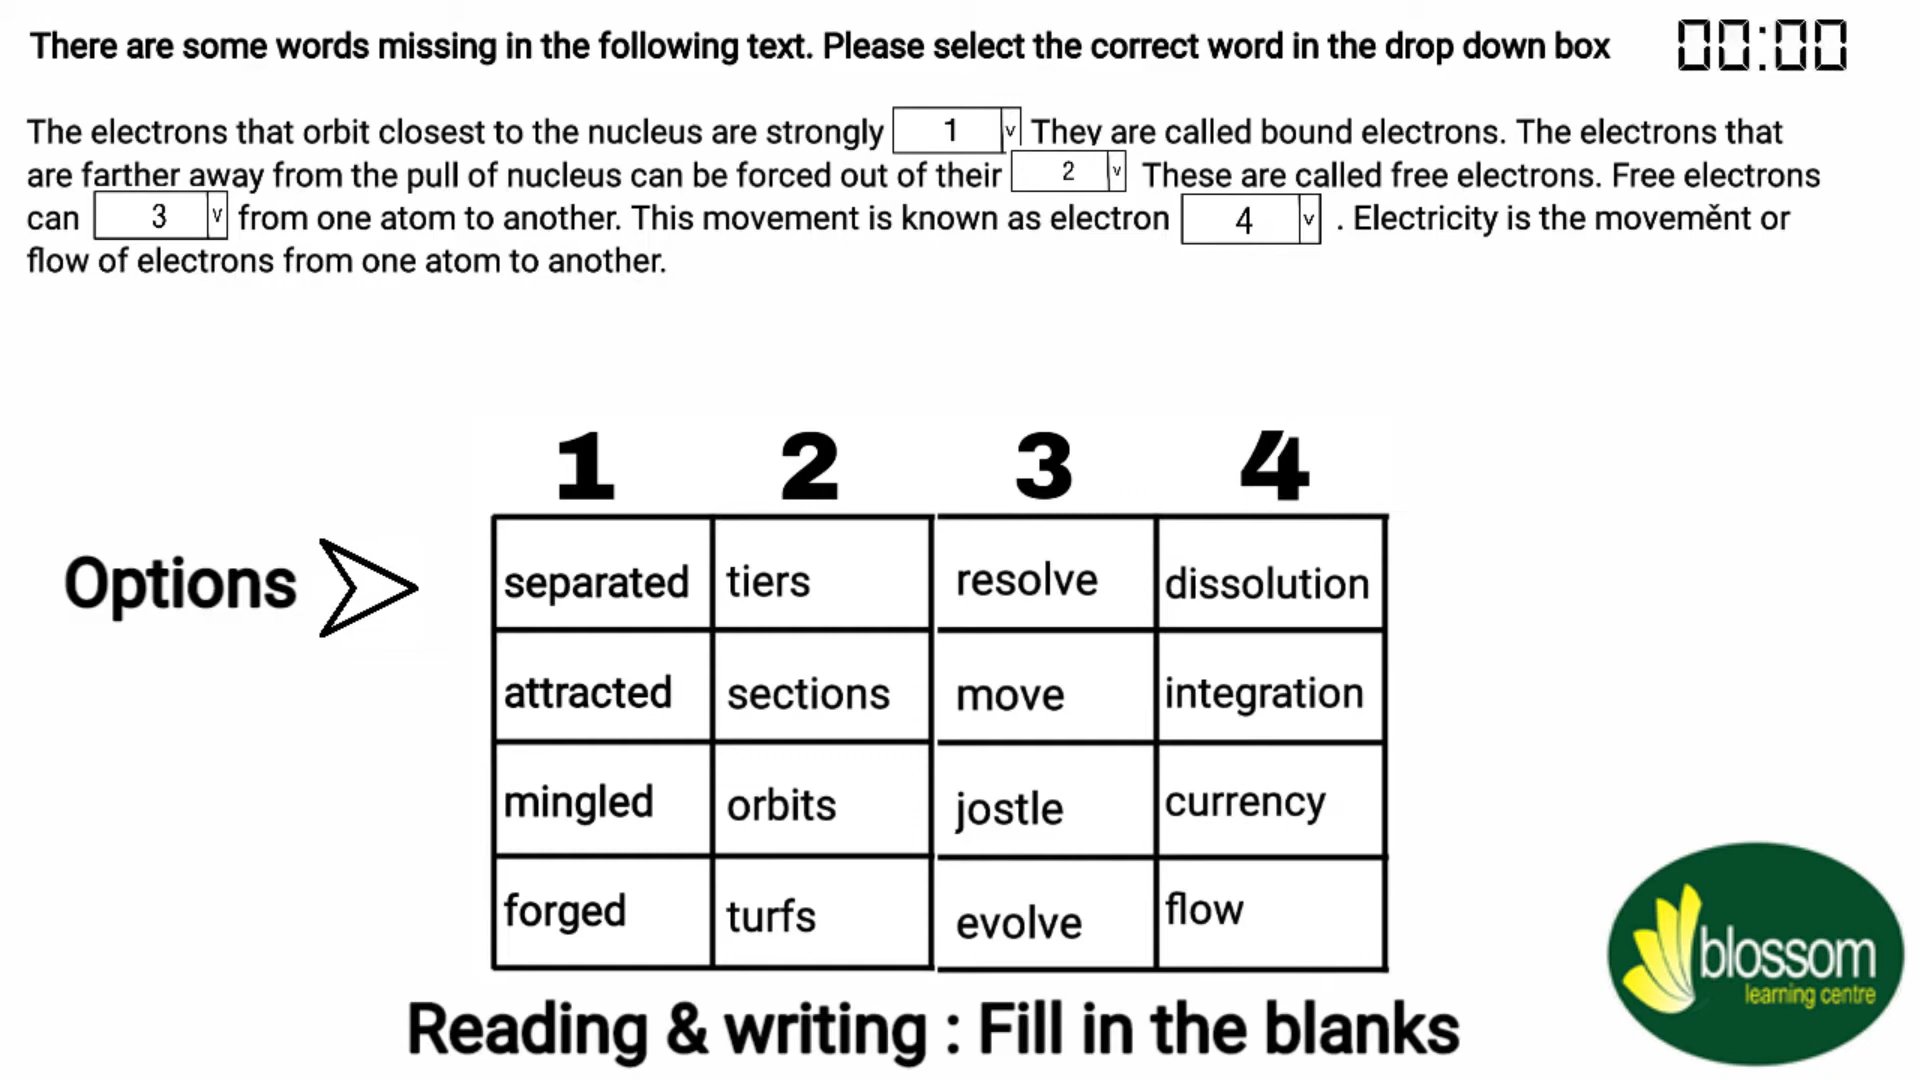 There are some words missing in the following text. Please select the correct word in the drop down box
00:00
The electrons that orbit closest to the nucleus are strongly 1 v They are called bound electrons. The electrons that
are farther away from the pull of nucleus can be forced out of their 2 v These are called free electrons. Free electrons
can 3 v from one atom to another. This movement is known as electron 4 v . Electricity is the movement or
flow of electrons from one atom to another.
1 2 3 4
Options
separated tiers resolve dissolution
attracted sections move integration
mingled orbits jostle currency
forged turfs evolve flow
blossom
learning centre
Reading & writing : Fill in the blanks